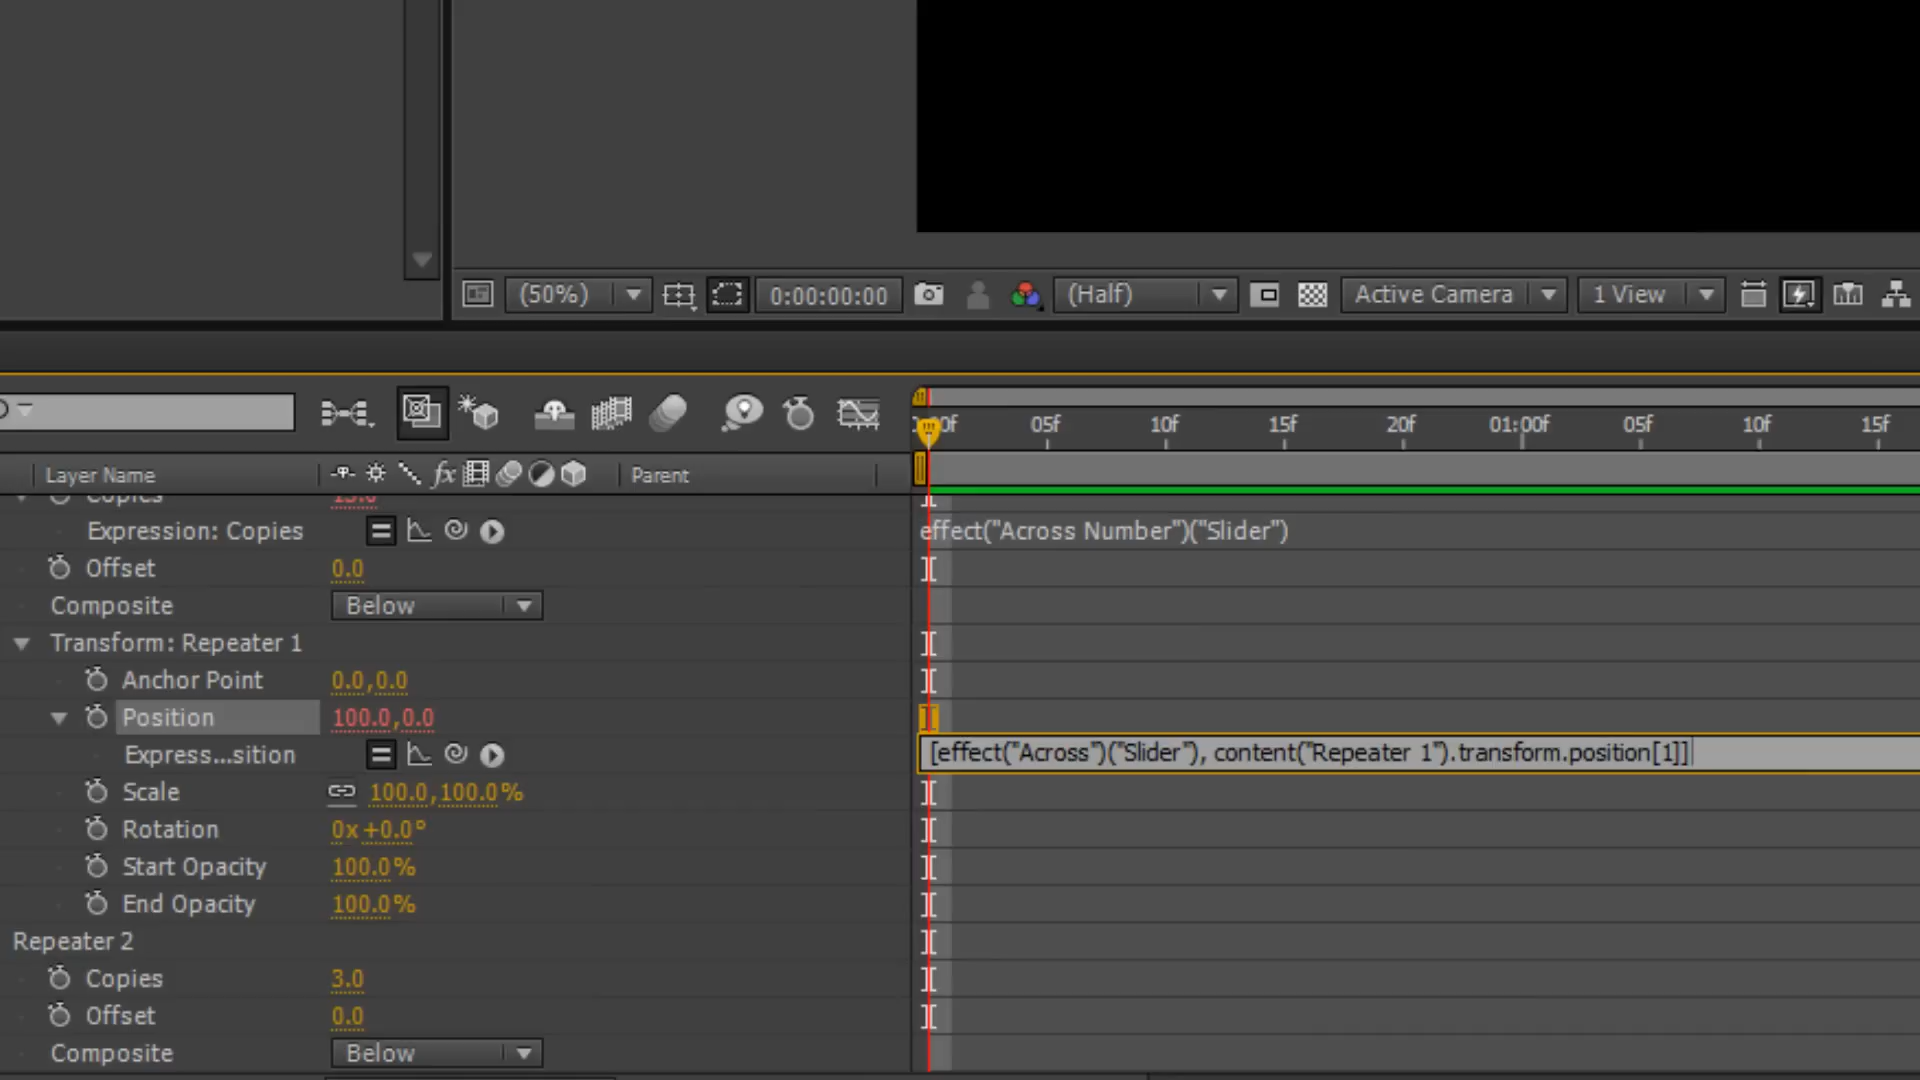 (50%)
0:00:00:00
(Half)
Active Camera
1 View
05f
10f
15f
20f
01:00f
05f
10f
15f
Layer Name
fx
Parent
Copies
15.0
Expression: Copies
effect("Across Number")("Slider")
Offset
0.0
Composite
Below
Transform: Repeater 1
Anchor Point
0.0,0.0
Position
100.0,0.0
Express...sition
[effect("Across")("Slider"), content("Repeater 1").transform.position[1]]
Scale
100.0,100.0%
Rotation
0x+0.0°
Start Opacity
100.0%
End Opacity
100.0%
Repeater 2
Copies
3.0
Offset
0.0
Composite
Below